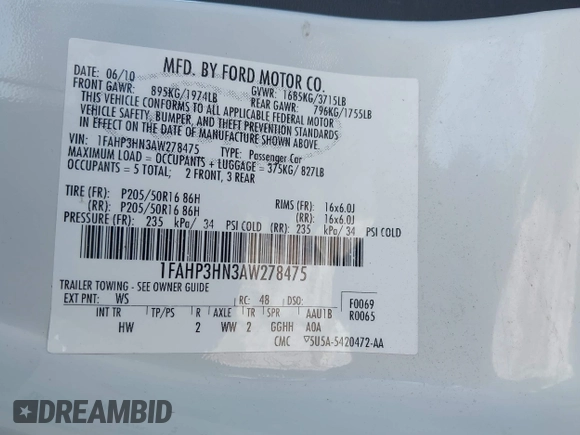 MFD. BY FORD MOTOR CO.
DATE: 06/10 GVWR: 1685KG/3715LB
FRONT GAWR: 895KG/1974LB REAR GAWR: 796KG/1755LB
THIS VEHICLE CONFORMS TO ALL APPLICABLE FEDERAL MOTOR
VEHICLE SAFETY, BUMPER, AND THEFT PREVENTION STANDARDS
IN EFFECT ON THE DATE OF MANUFACTURE SHOWN ABOVE.
VIN: 1FAHP3HN3AW278475 TYPE: Passenger Car
MAXIMUM LOAD = OCCUPANTS + LUGGAGE = 375KG/ 827LB
OCCUPANTS = 5 TOTAL; 2 FRONT, 3 REAR
TIRE (FR): P205/50R16 86H RIMS (FR): 16x6.0J
(RR): P205/50R16 86H (RR): 16x6.0J
PRESSURE (FR): 235 kPa/ 34 PSI COLD (RR): 235 kPa/ 34 PSI COLD
1FAHP3HN3AW278475
TRAILER TOWING - SEE OWNER GUIDE
EXT PNT: WS RC: 48 DSO: F0069
INT TR TP/PS R AXLE TR SPR AAU1B R0065
HW 2 WW 2 GGHH AOA
CMC ▽5U5A-5420472-AA
DREAMBID